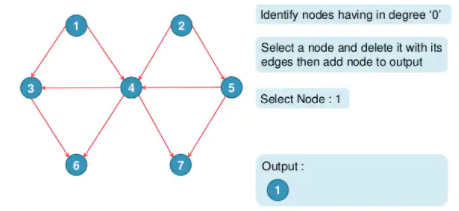 Identify nodes having in degree ‘0’
1
2
Select a node and delete it with its
edges then add node to output
3
4
5
Select Node : 1
6
7
Output :
1